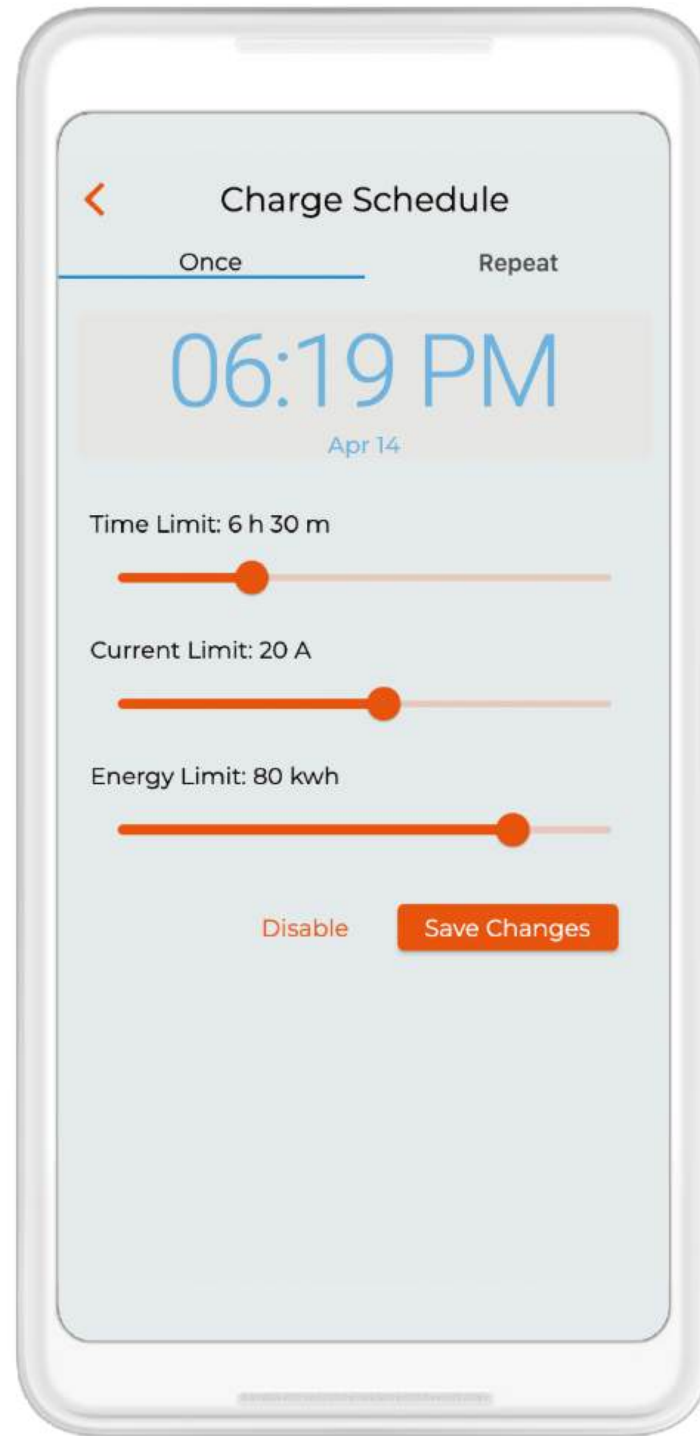 Charge Schedule
Once Repeat
06:19 PM
Apr 14
Time Limit: 6 h 30 m
Current Limit: 20 A
Energy Limit: 80 kwh
Disable Save Changes